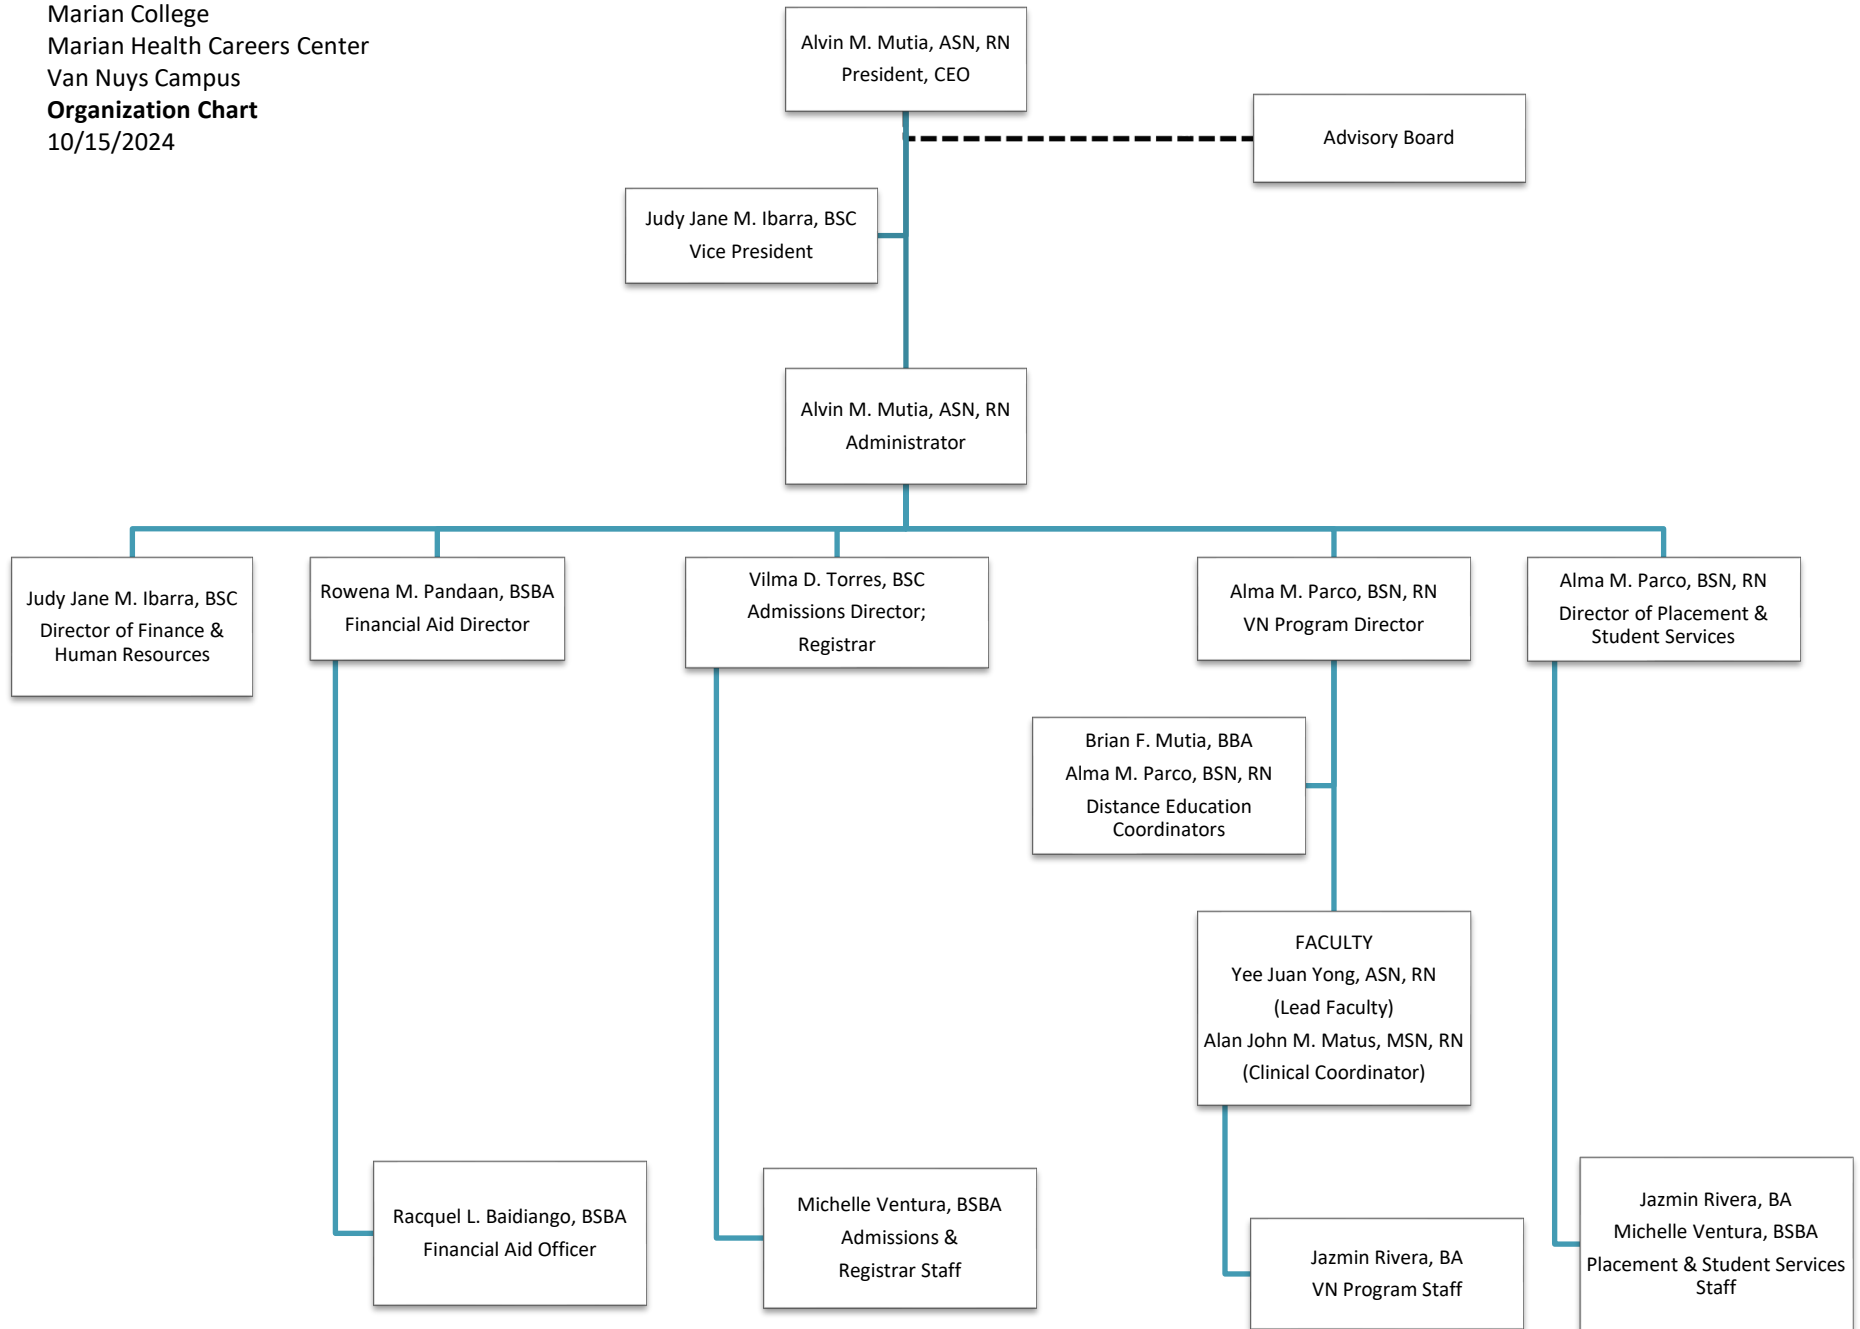 Marian College
Marian Health Careers Center
Van Nuys Campus
Organization Chart
10/15/2024
Alvin M. Mutia, ASN, RN
President, CEO
Advisory Board
Judy Jane M. Ibarra, BSC
Vice President
Alvin M. Mutia, ASN, RN
Administrator
Judy Jane M. Ibarra, BSC
Director of Finance &
Human Resources
Rowena M. Pandaan, BSBA
Financial Aid Director
Vilma D. Torres, BSC
Admissions Director;
Registrar
Alma M. Parco, BSN, RN
VN Program Director
Alma M. Parco, BSN, RN
Director of Placement &
Student Services
Brian F. Mutia, BBA
Alma M. Parco, BSN, RN
Distance Education
Coordinators
FACULTY
Yee Juan Yong, ASN, RN
(Lead Faculty)
Alan John M. Matus, MSN, RN
(Clinical Coordinator)
Racquel L. Baidiango, BSBA
Financial Aid Officer
Michelle Ventura, BSBA
Admissions &
Registrar Staff
Jazmin Rivera, BA
VN Program Staff
Jazmin Rivera, BA
Michelle Ventura, BSBA
Placement & Student Services
Staff